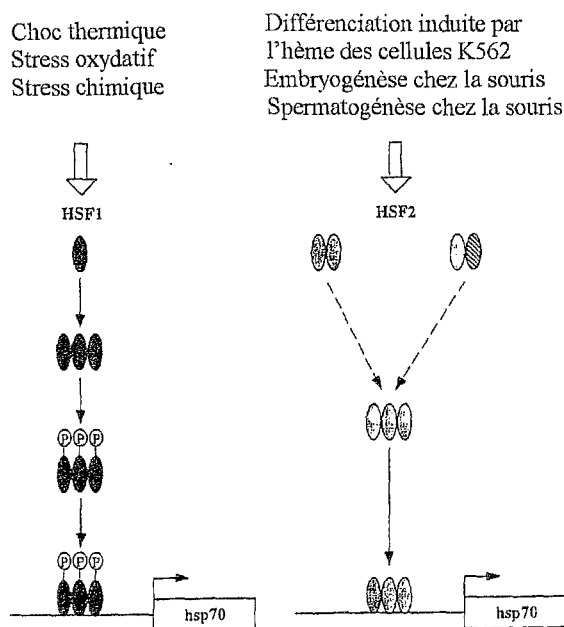 Choc thermique
Stress oxydatif
Stress chimique
Différenciation induite par
l'hème des cellules K562
Embryogénèse chez la souris
Spermatogénèse chez la souris
HSF1
HSF2
P P P
P P P
hsp70
hsp70